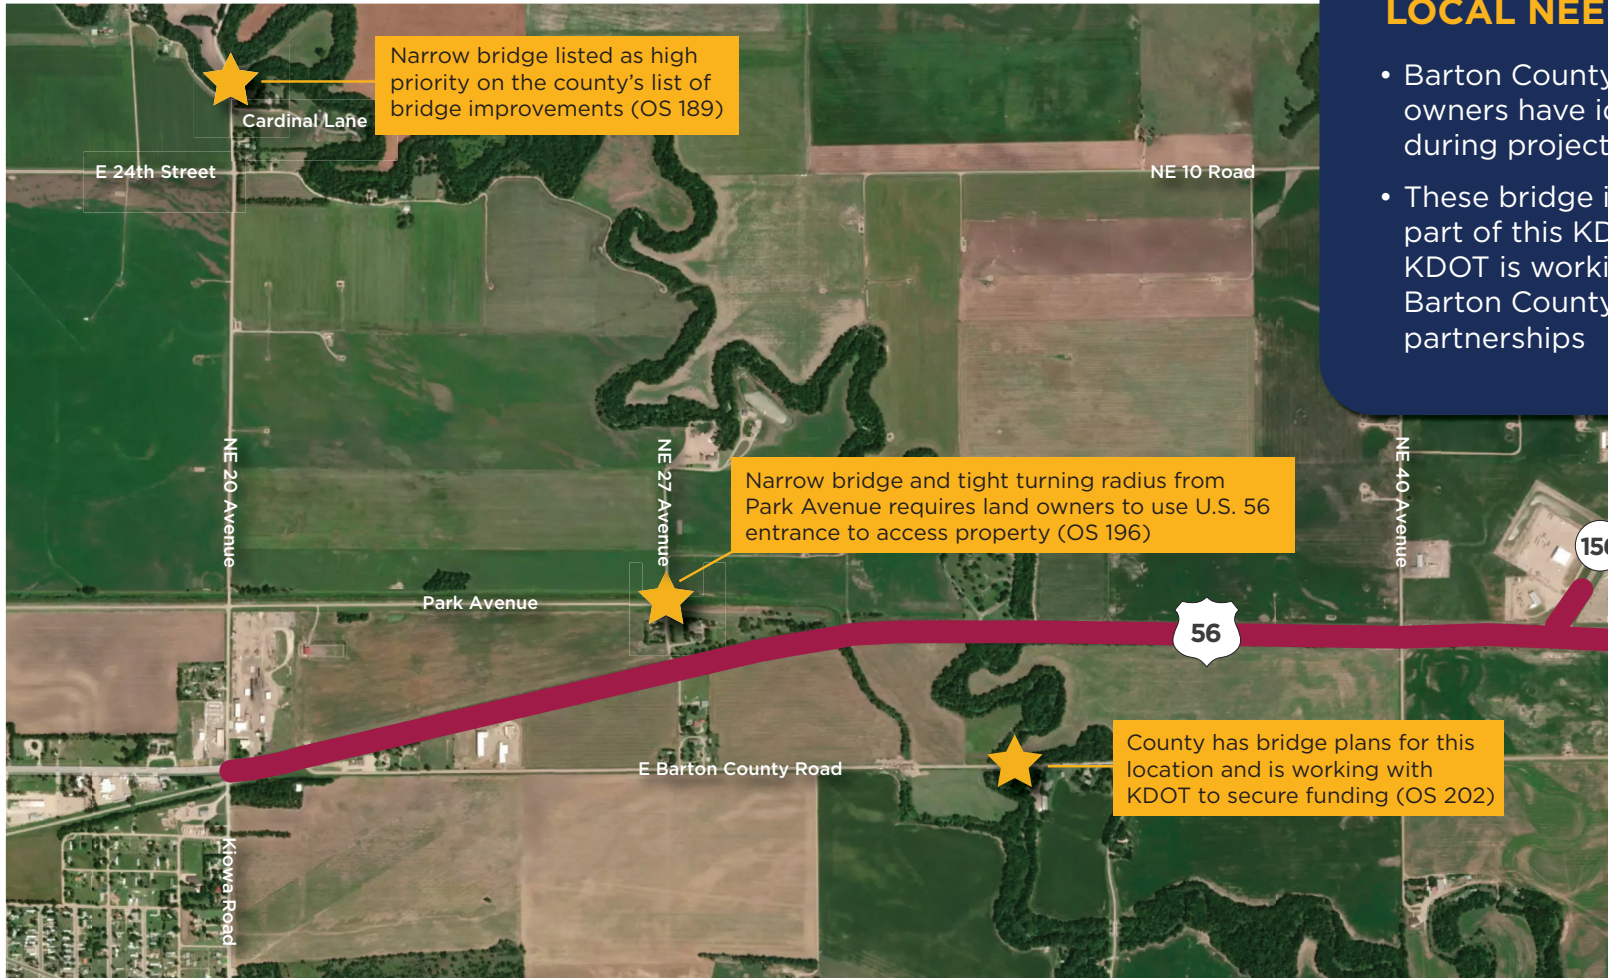 LOCAL NEE
• Barton County
owners have
during project
• These bridge
part of this
KDOT is
Barton County
partnerships
Narrow bridge listed as high
priority on the county's list of
bridge improvements (OS 189)
Cardinal Lane
E 24th Street
NE 10 Road
NE 20 Avenue
NE 27 Avenue
NE 40 Avenue
Narrow bridge and tight turning radius from
Park Avenue requires land owners to use U.S. 56
entrance to access property (OS 196)
156
Park Avenue
56
County has bridge plans for this
location and is working with
KDOT to secure funding (OS 202)
E Barton County Road
Kiowa Road